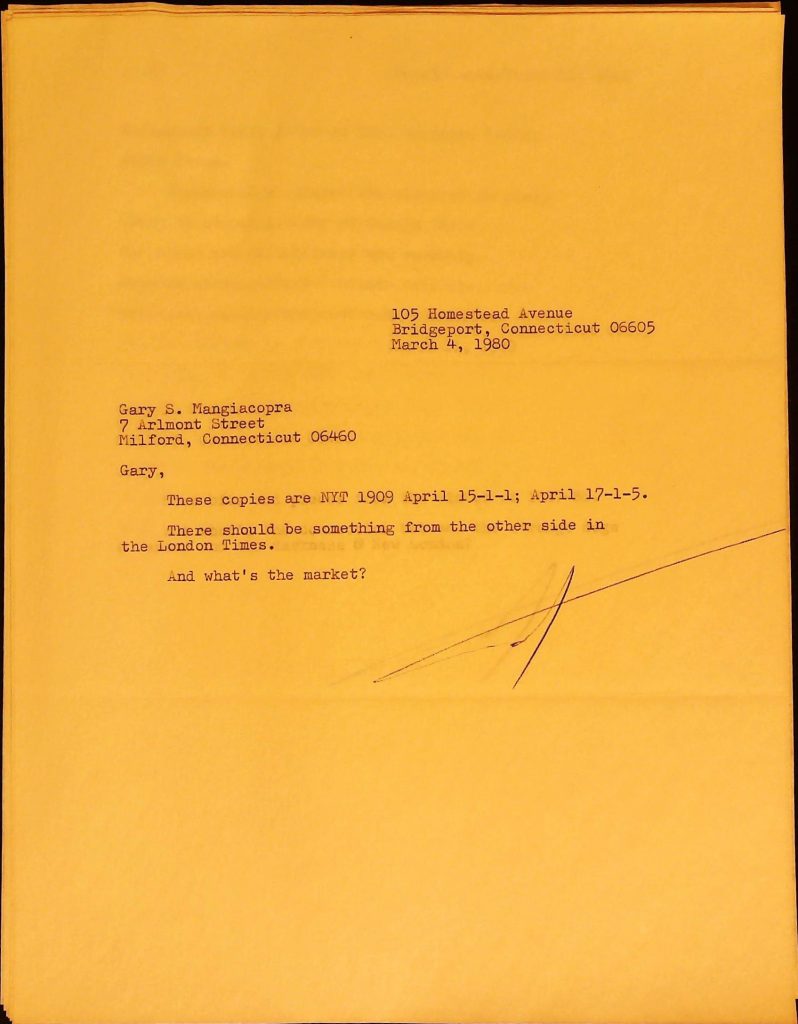 105 Homestead Avenue
Bridgeport, Connecticut 06605
March 4, 1980
Gary S. Mangiacopra
7 Arlmont Street
Milford, Connecticut 06460
Gary,
These copies are NYT 1909 April 15-1-1; April 17-1-5.
There should be something from the other side in
the London Times.
And what's the market?